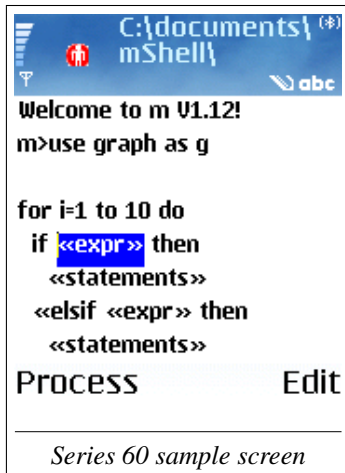 C:\documents\
mShell\
abc
Welcome to m V1.12!
m>use graph as g
for i=1 to 10 do
if «expr» then
«statements»
«elsif «expr» then
«statements»
Process Edit
Series 60 sample screen